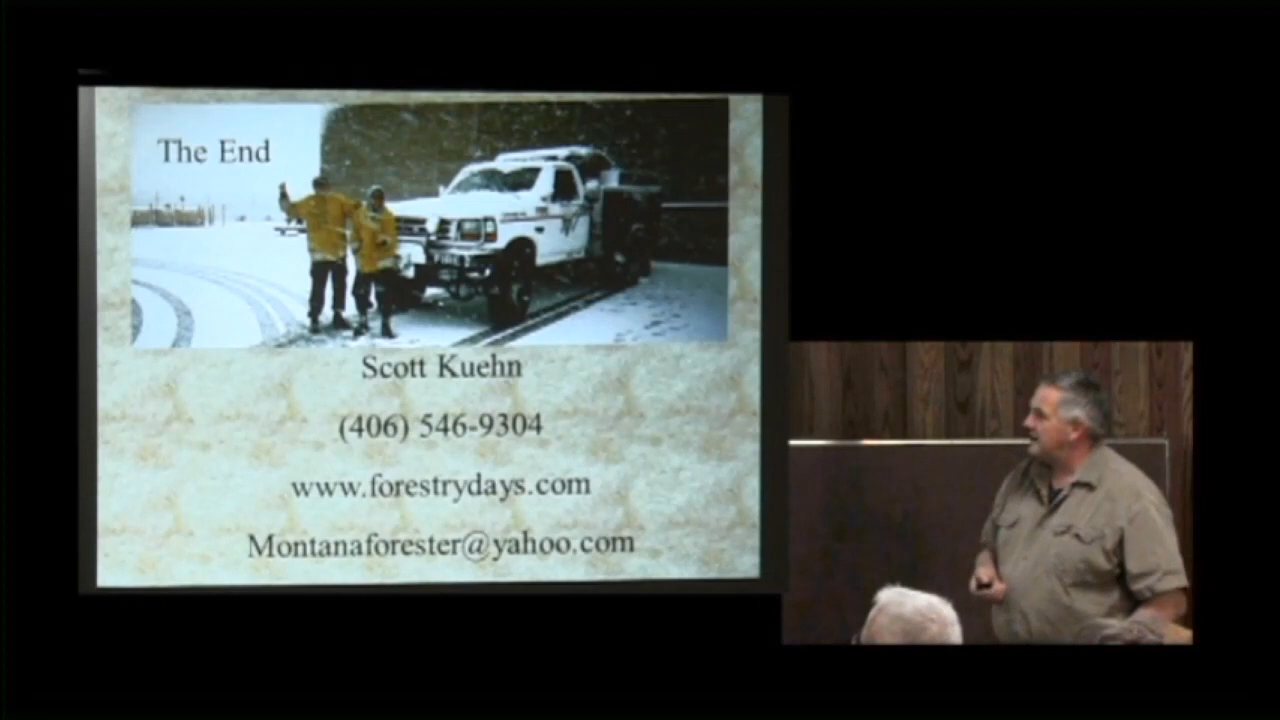 The End
Scott Kuehn
(406) 546-9304
www.forestrydays.com
Montanaforester@yahoo.com